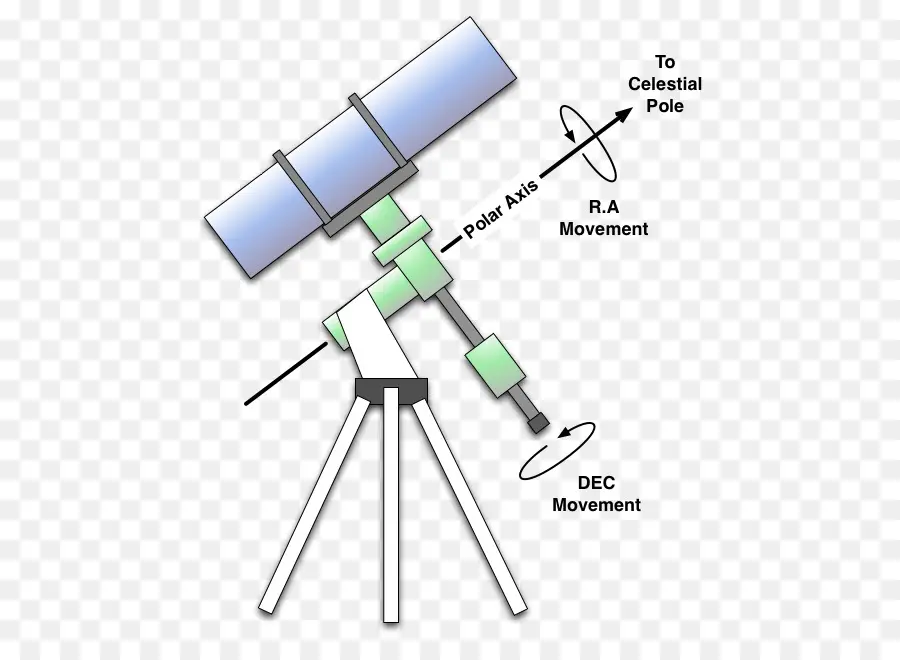 To
Celestial
Pole
Polar Axis
R.A
Movement
DEC
Movement